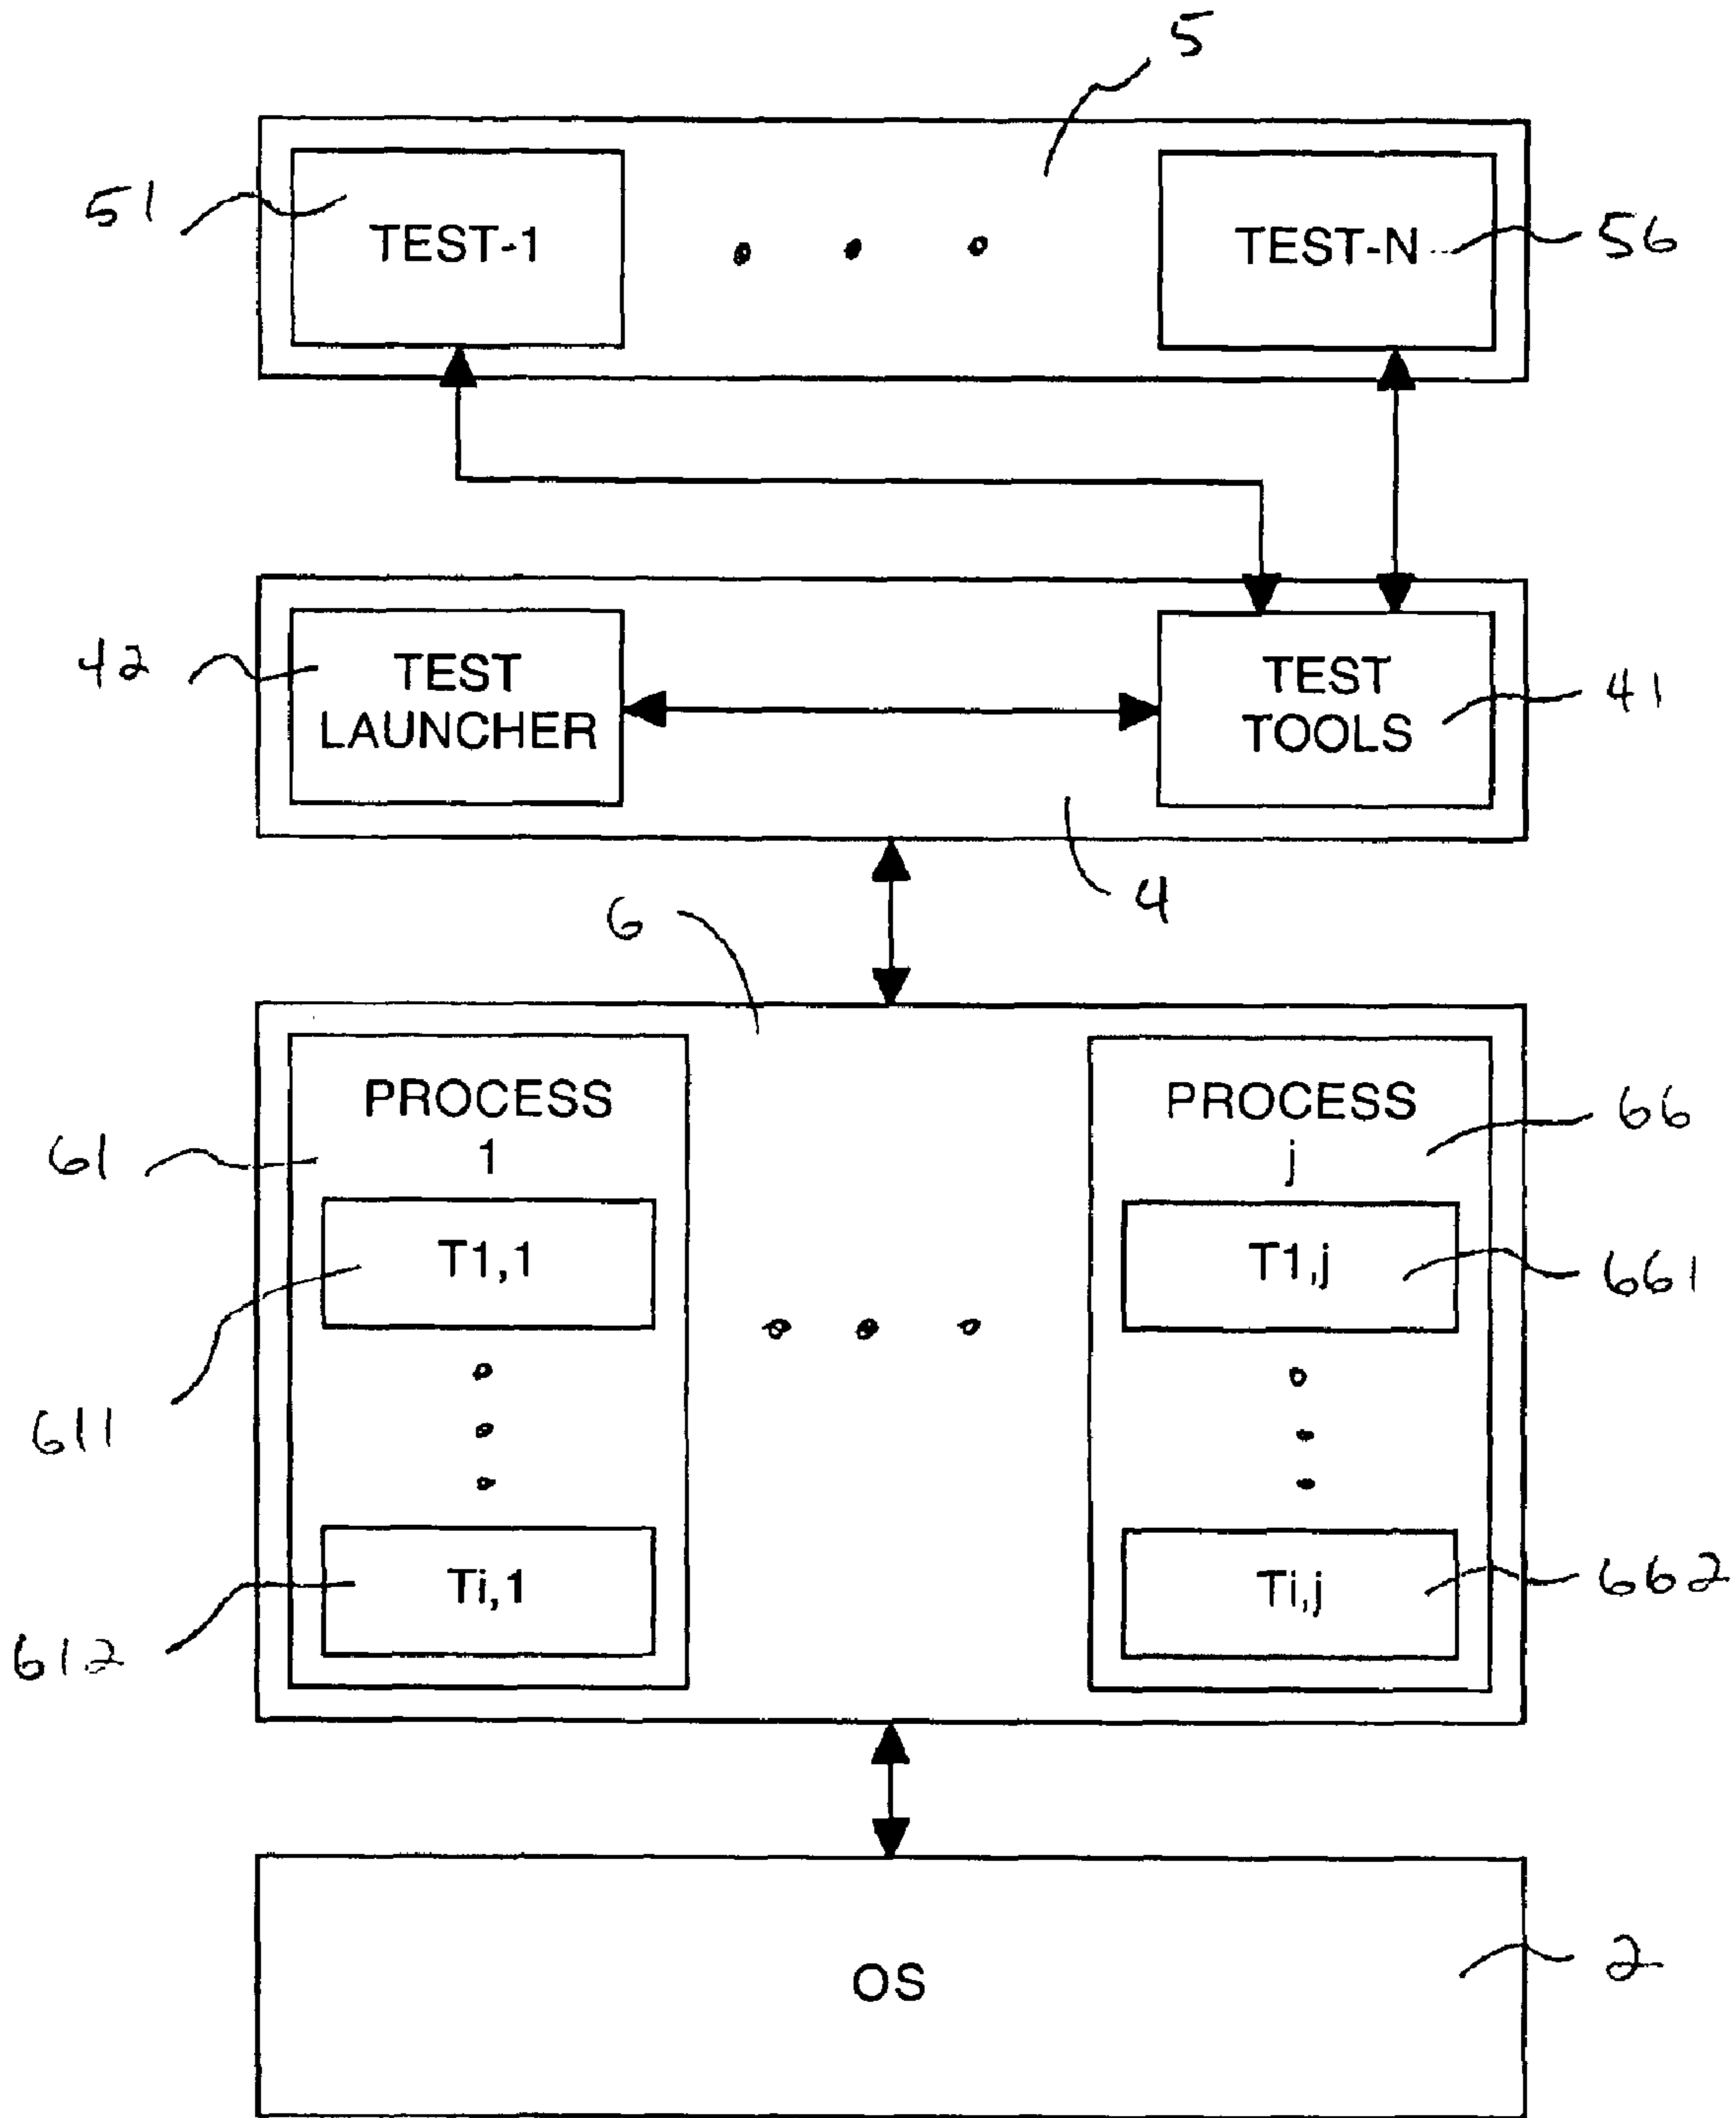 5
51
TEST-1
TEST-N
56
42
TEST
LAUNCHER
TEST
TOOLS
41
4
6
PROCESS
1
PROCESS
j
66
61
T1,1
T1,j
661
611
Ti,1
Ti,j
662
612
OS
2